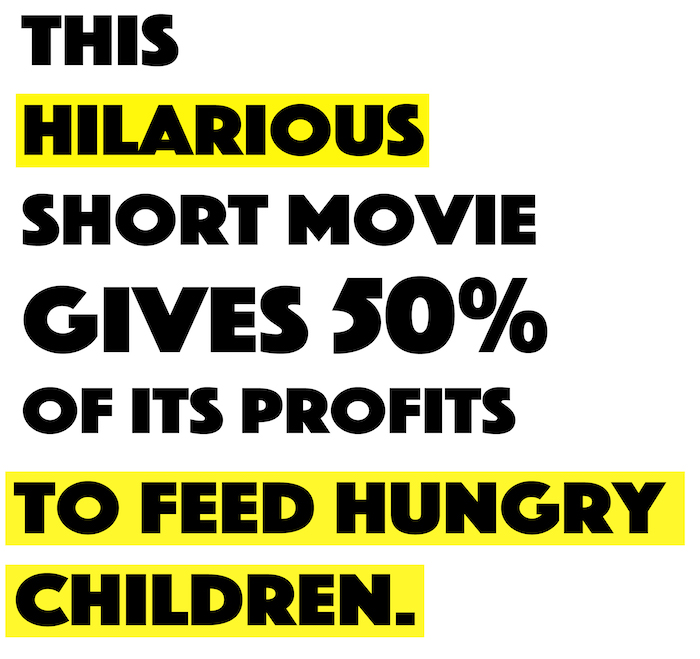 THIS
HILARIOUS
SHORT MOVIE
GIVES 50%
OF ITS PROFITS
TO FEED HUNGRY
CHILDREN.